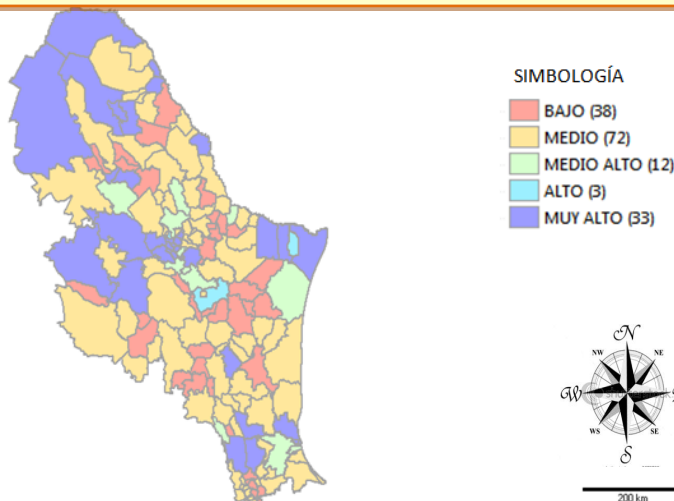 SIMBOLOGÍA
BAJO (38)
MEDIO (72)
MEDIO ALTO (12)
ALTO (3)
MUY ALTO (33)
N
NW NE
W
WS SE
S
200 km